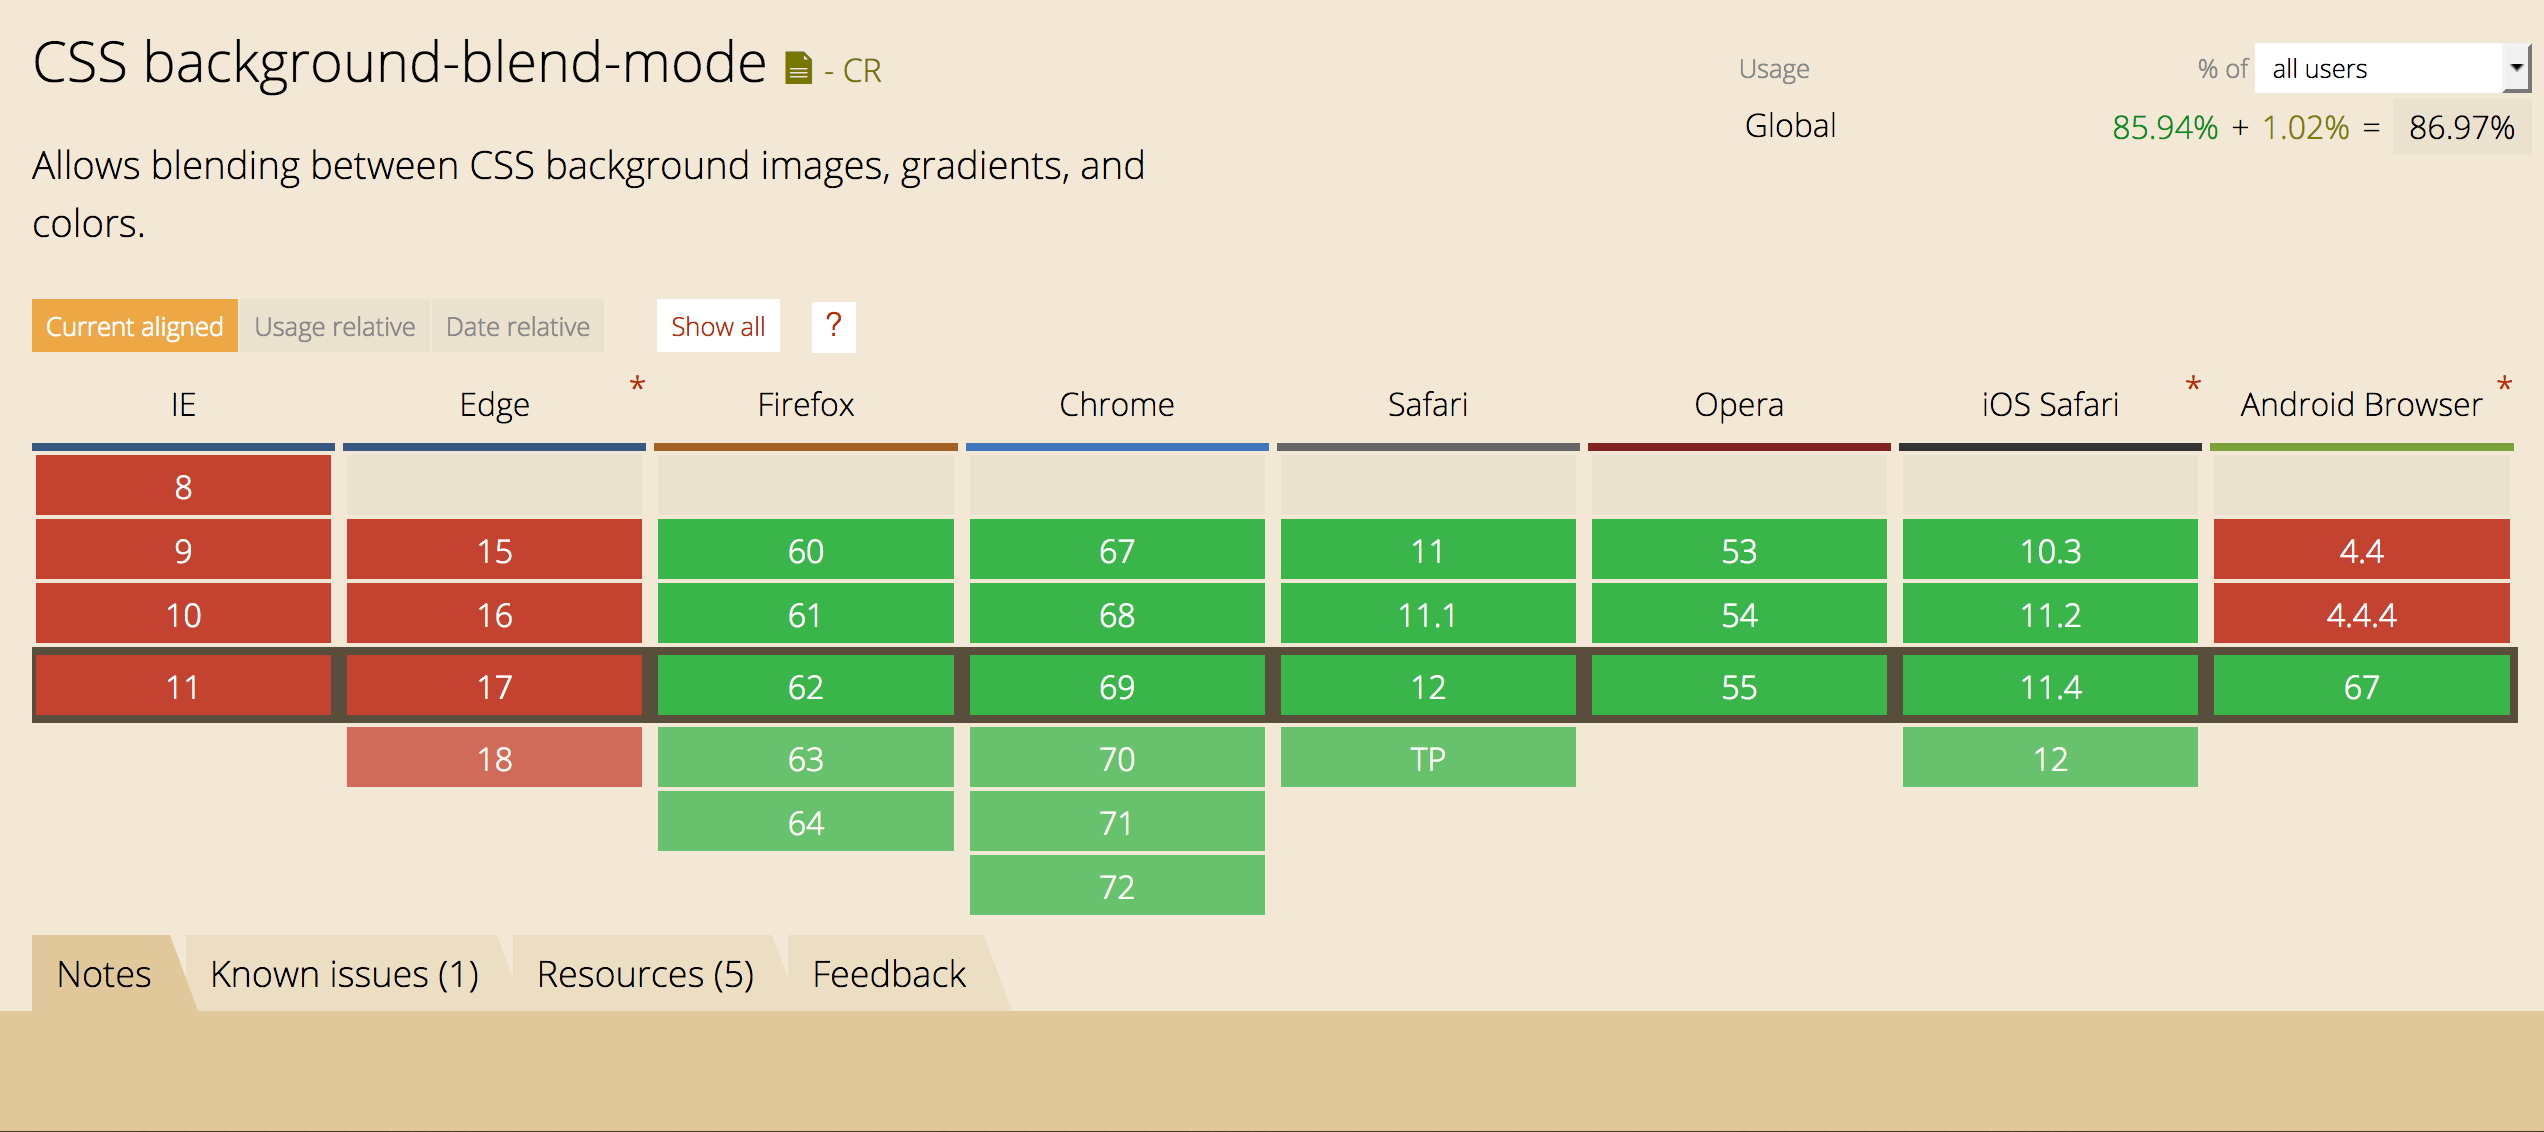 CSS background-blend-mode - CR
Usage % of all users
Global 85.94% + 1.02% = 86.97%
Allows blending between CSS background images, gradients, and
colors.
Current aligned Usage relative Date relative Show all ?
IE Edge * Firefox Chrome Safari Opera iOS Safari * Android Browser *
8
9 15 60 67 11 53 10.3 4.4
10 16 61 68 11.1 54 11.2 4.4.4
11 17 62 69 12 55 11.4 67
18 63 70 TP 12
64 71
72
Notes Known issues (1) Resources (5) Feedback